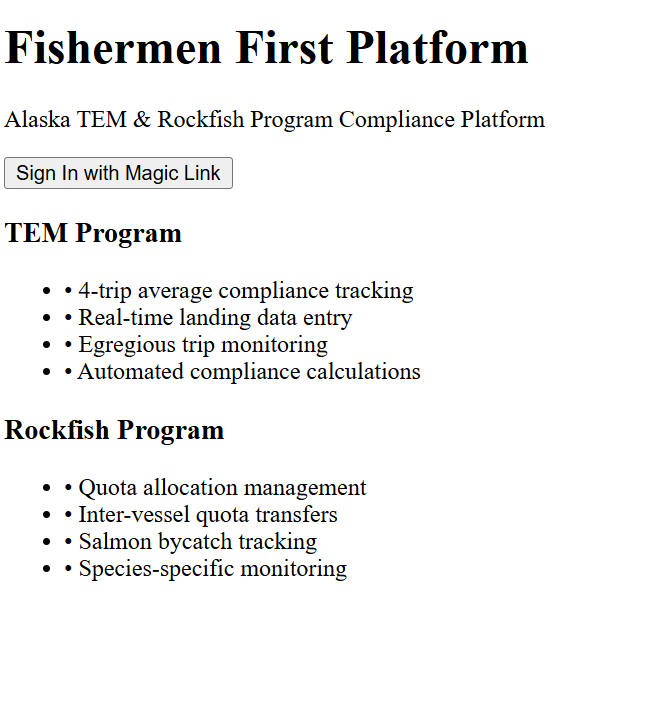 Fishermen First Platform
Alaska TEM & Rockfish Program Compliance Platform
Sign In with Magic Link
TEM Program
• • 4-trip average compliance tracking
• • Real-time landing data entry
• • Egregious trip monitoring
• • Automated compliance calculations
Rockfish Program
• • Quota allocation management
• • Inter-vessel quota transfers
• • Salmon bycatch tracking
• • Species-specific monitoring